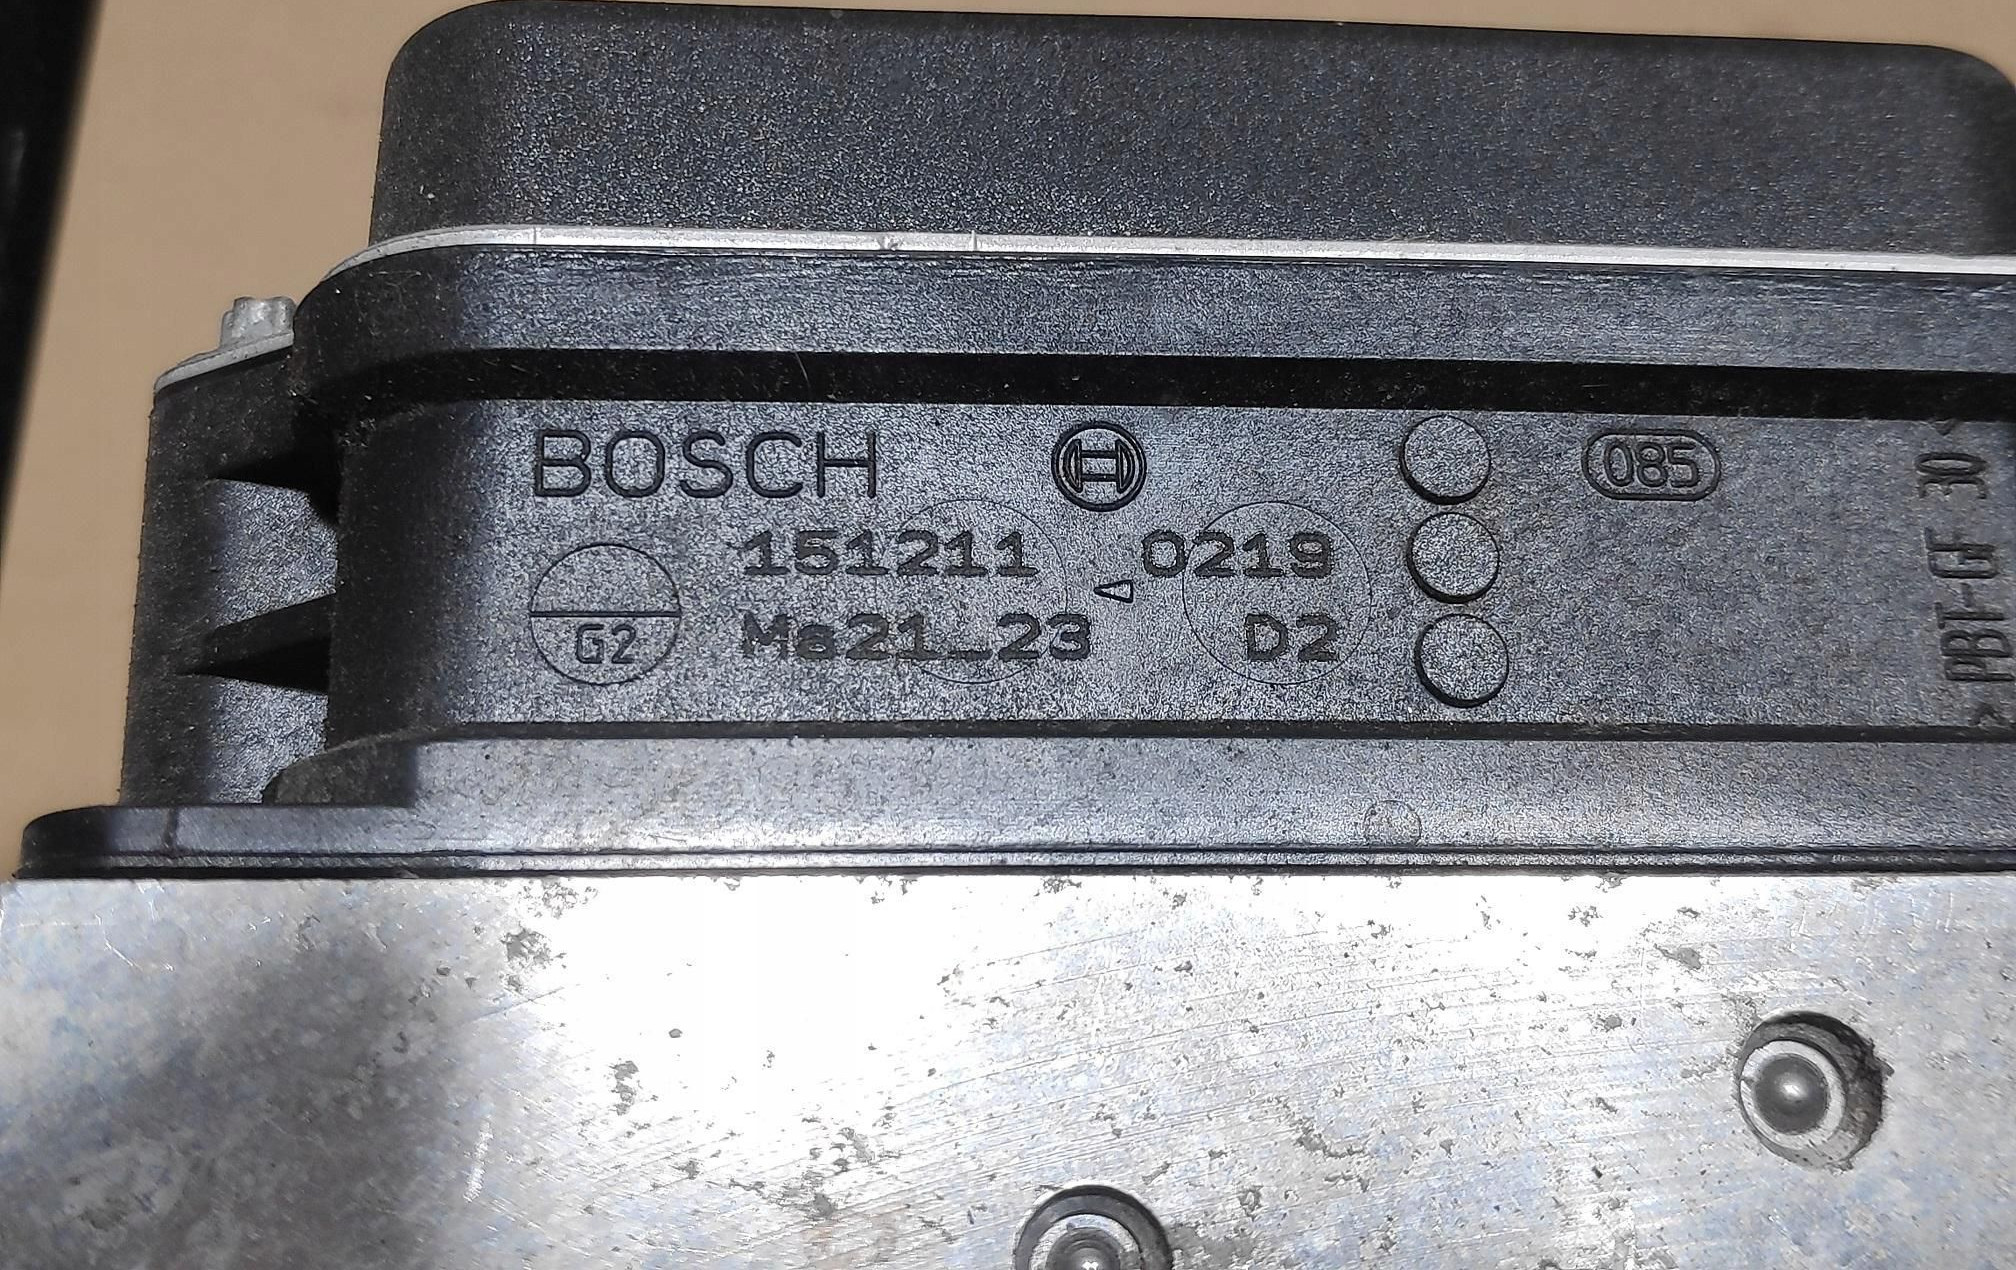 BOSCH
085
151211 0219
G2
Ma21_23 D2
>PBT-GF 30<